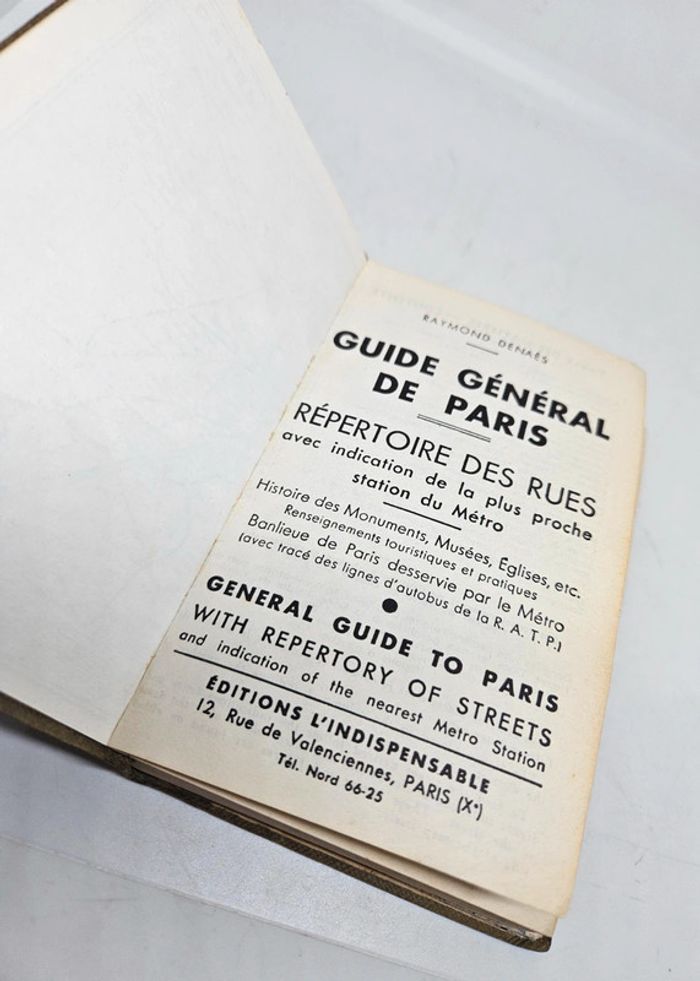 RAYMOND DENAËS
GUIDE GÉNÉRAL
DE PARIS
RÉPERTOIRE DES RUES
avec indication de la plus proche
station du Métro
Histoire des Monuments, Musées, Églises, etc.
Renseignements touristiques et pratiques
Banlieue de Paris desservie par le Métro
(avec tracé des lignes d'autobus de la R. A. T. P.)
GENERAL GUIDE TO PARIS
WITH REPERTORY OF STREETS
and indication of the nearest Metro Station
ÉDITIONS L'INDISPENSABLE
12, Rue de Valenciennes, PARIS (Xᵉ)
Tél. Nord 66-25